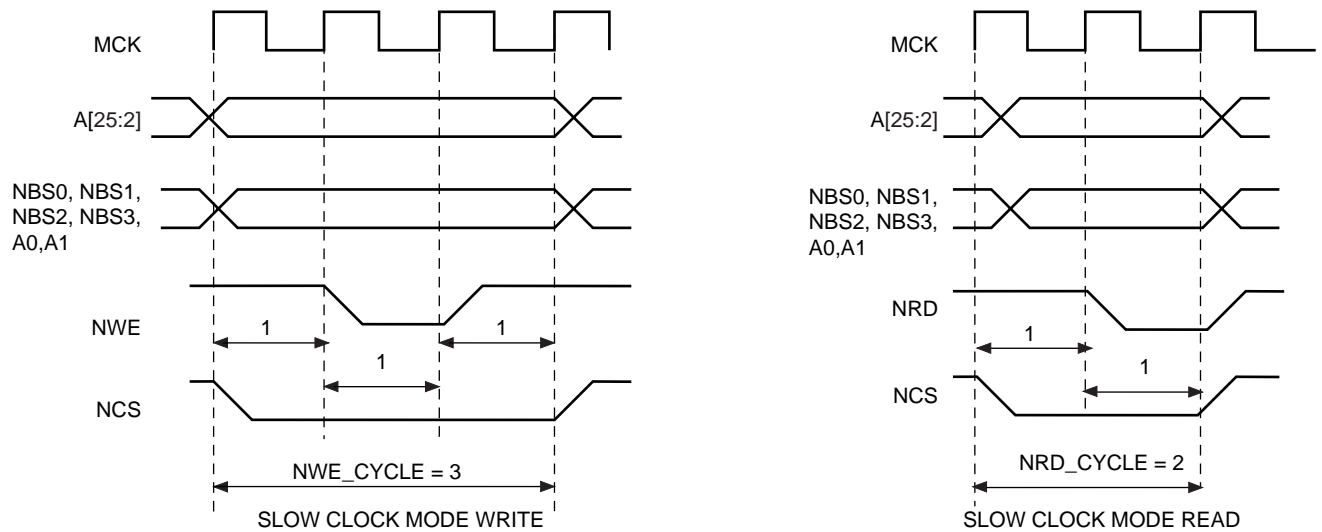 MCK
A[25:2]
NBS0, NBS1,
NBS2, NBS3,
A0,A1
NWE
1
1
1
NCS
NWE_CYCLE = 3
SLOW CLOCK MODE WRITE
MCK
A[25:2]
NBS0, NBS1,
NBS2, NBS3,
A0,A1
NRD
1
1
NCS
NRD_CYCLE = 2
SLOW CLOCK MODE READ